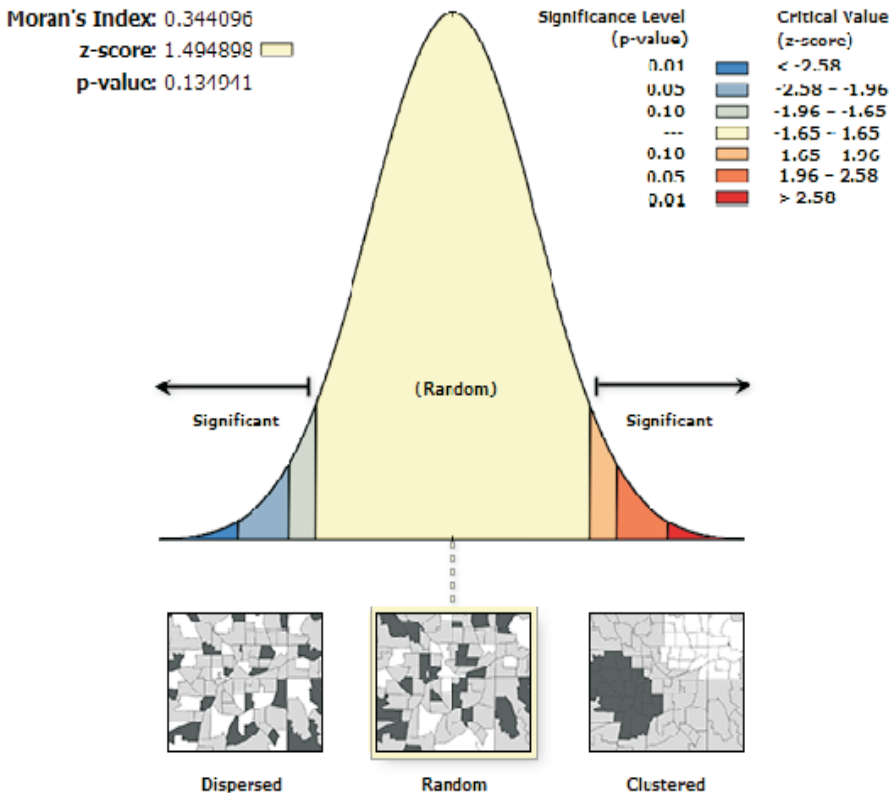 Moran's Index: 0.344096
z-score: 1.494898
p-value: 0.134941
Significance Level
(p-value)
Critical Value
(z-score)
0.01 < -2.58
0.05 -2.58 – -1.96
0.10 -1.96 – -1.65
--- -1.65 – 1.65
0.10 1.65 – 1.96
0.05 1.96 – 2.58
0.01 > 2.58
(Random)
Significant
Significant
Dispersed
Random
Clustered